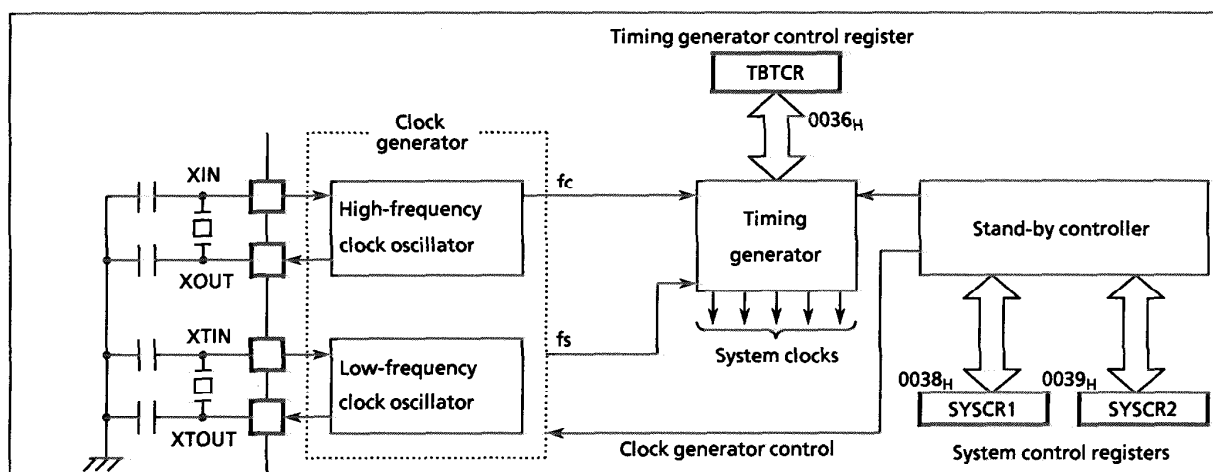 Timing generator control register
TBTCR
0036H
Clock
generator
XIN
High-frequency
clock oscillator
XOUT
fc
Timing
generator
Stand-by controller
XTIN
Low-frequency
clock oscillator
XTOUT
fs
System clocks
0038H
SYSCR1
0039H
SYSCR2
Clock generator control
System control registers